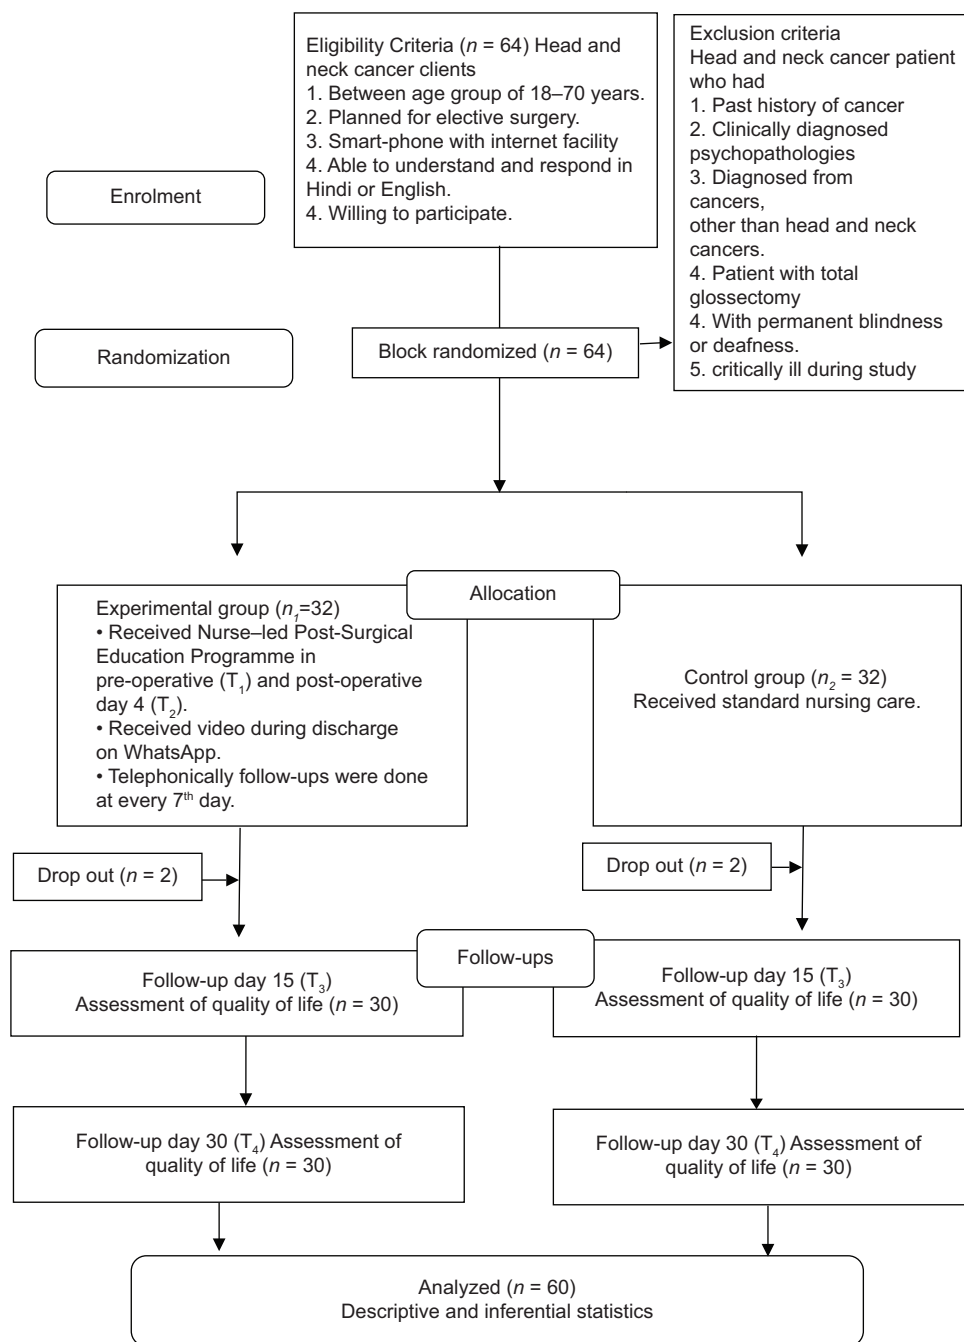 Eligibility Criteria (n = 64) Head and
neck cancer clients
1. Between age group of 18–70 years.
2. Planned for elective surgery.
3. Smart-phone with internet facility
4. Able to understand and respond in
Hindi or English.
4. Willing to participate.
Exclusion criteria
Head and neck cancer patient
who had
1. Past history of cancer
2. Clinically diagnosed
psychopathologies
3. Diagnosed from
cancers,
other than head and neck
cancers.
4. Patient with total
glossectomy
4. With permanent blindness
or deafness.
5. critically ill during study
Enrolment
Randomization
Block randomized (n = 64)
Allocation
Experimental group (n₁=32)
• Received Nurse–led Post-Surgical
Education Programme in
pre-operative (T₁) and post-operative
day 4 (T₂).
• Received video during discharge
on WhatsApp.
• Telephonically follow-ups were done
at every 7ᵗʰ day.
Control group (n₂ = 32)
Received standard nursing care.
Drop out (n = 2)
Drop out (n = 2)
Follow-ups
Follow-up day 15 (T₃)
Assessment of quality of life (n = 30)
Follow-up day 15 (T₃)
Assessment of quality of life (n = 30)
Follow-up day 30 (T₄) Assessment of
quality of life (n = 30)
Follow-up day 30 (T₄) Assessment of
quality of life (n = 30)
Analyzed (n = 60)
Descriptive and inferential statistics